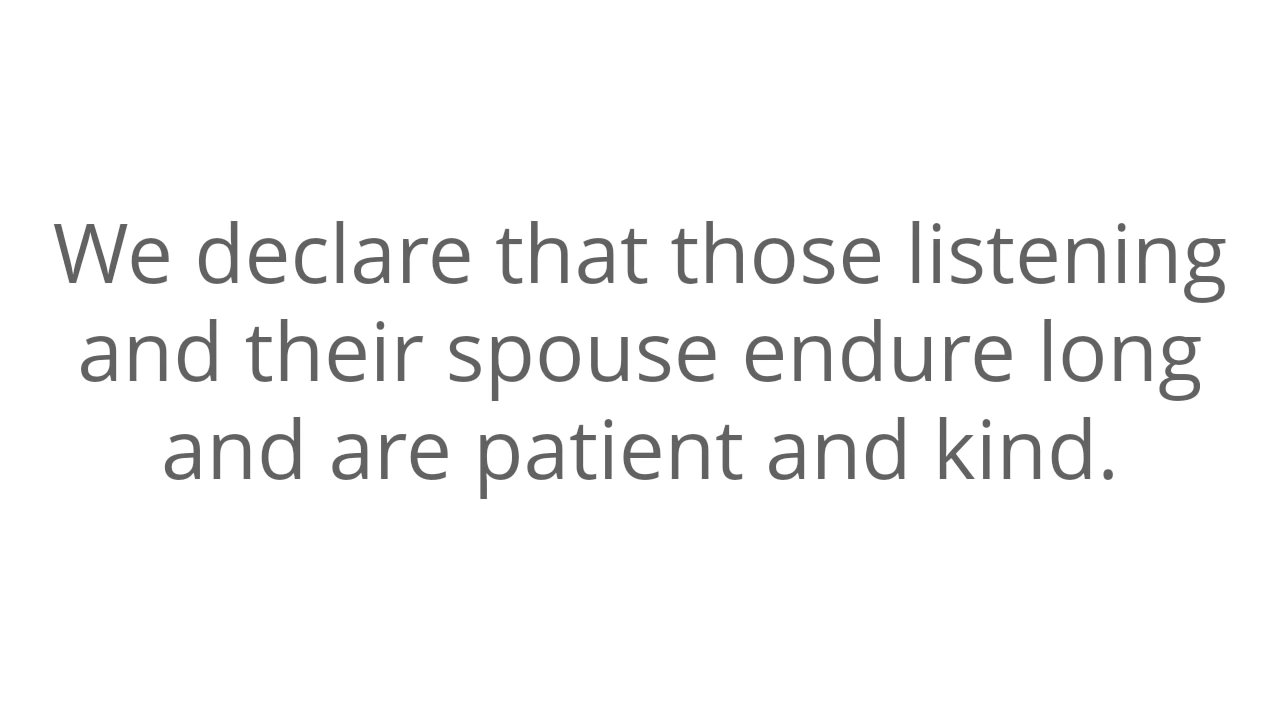 We declare that those listening
and their spouse endure long
and are patient and kind.